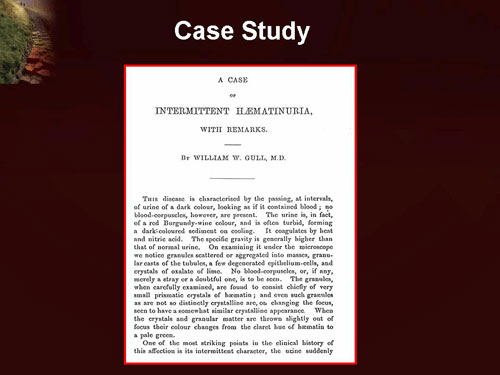 Case Study
A CASE
OF
INTERMITTENT HÆMATINURIA,
WITH REMARKS.
BY WILLIAM W. GULL, M.D.
THIS disease is characterised by the passing, at intervals,
of urine of a dark colour, looking as if it contained blood; no
blood-corpuscles, however, are present. The urine is, in fact,
of a red Burgundy-wine colour, and is often turbid, forming
a dark-coloured sediment on cooling. It coagulates by heat
and nitric acid. The specific gravity is generally higher than
that of normal urine. On examining it under the microscope
we notice granules scattered or aggregated into masses, granu-
lar casts of the tubules, a few degenerated epithelium-cells, and
crystals of oxalate of lime. No blood-corpuscles, or, if any,
merely a stray or a doubtful one, is to be seen. The granules,
when carefully examined, are found to consist chiefly of very
small prismatic crystals of hæmatin; and even such granules
as are not so distinctly crystalline are, on changing the focus,
seen to have a somewhat similar crystalline appearance. When
the crystals and granular matter are thrown slightly out of
focus their colour changes from the claret hue of hæmatin to
a pale green.
One of the most striking points in the clinical history of
this affection is its intermittent character, the urine suddenly